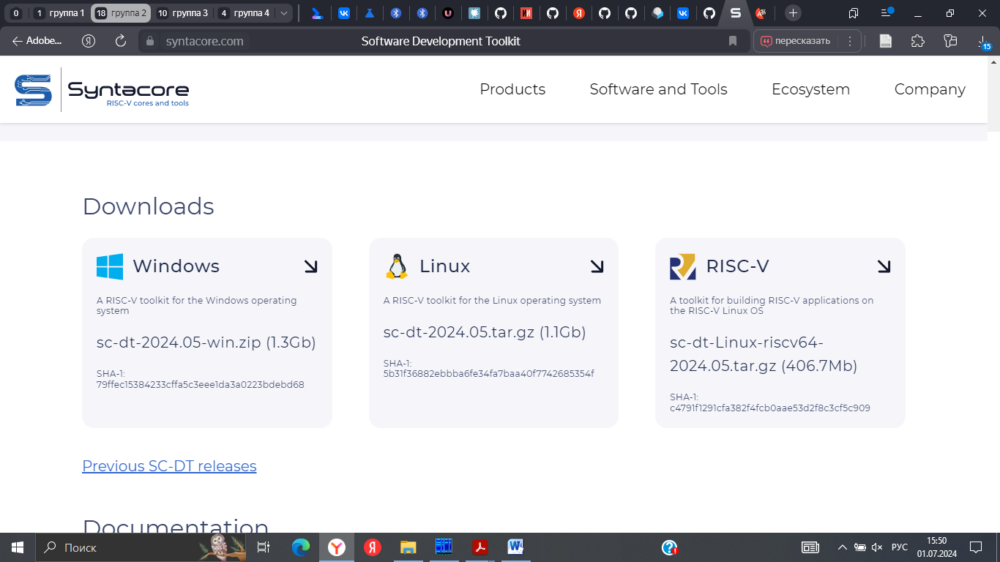 0
1 группа 1
18 группа 2
10 группа 3
4 группа 4
Adobe...
syntacore.com
Software Development Toolkit
пересказать
15
Syntacore
RISC-V cores and tools
Products
Software and Tools
Ecosystem
Company
Downloads
Windows
A RISC-V toolkit for the Windows operating
system
sc-dt-2024.05-win.zip (1.3Gb)
SHA-1:
79ffec15384233cffa5c3eee1da3a0223bdebd68
Linux
A RISC-V toolkit for the Linux operating system
sc-dt-2024.05.tar.gz (1.1Gb)
SHA-1:
5b31f36882ebbba6fe34fa7baa40f7742685354f
RISC-V
A toolkit for building RISC-V applications on
the RISC-V Linux OS
sc-dt-Linux-riscv64-
2024.05.tar.gz (406.7Mb)
SHA-1:
c4791f1291cfa382f4fcb0aae53d2f8c3cf5c909
Previous SC-DT releases
Documentation
Поиск
РУС
15:50
01.07.2024